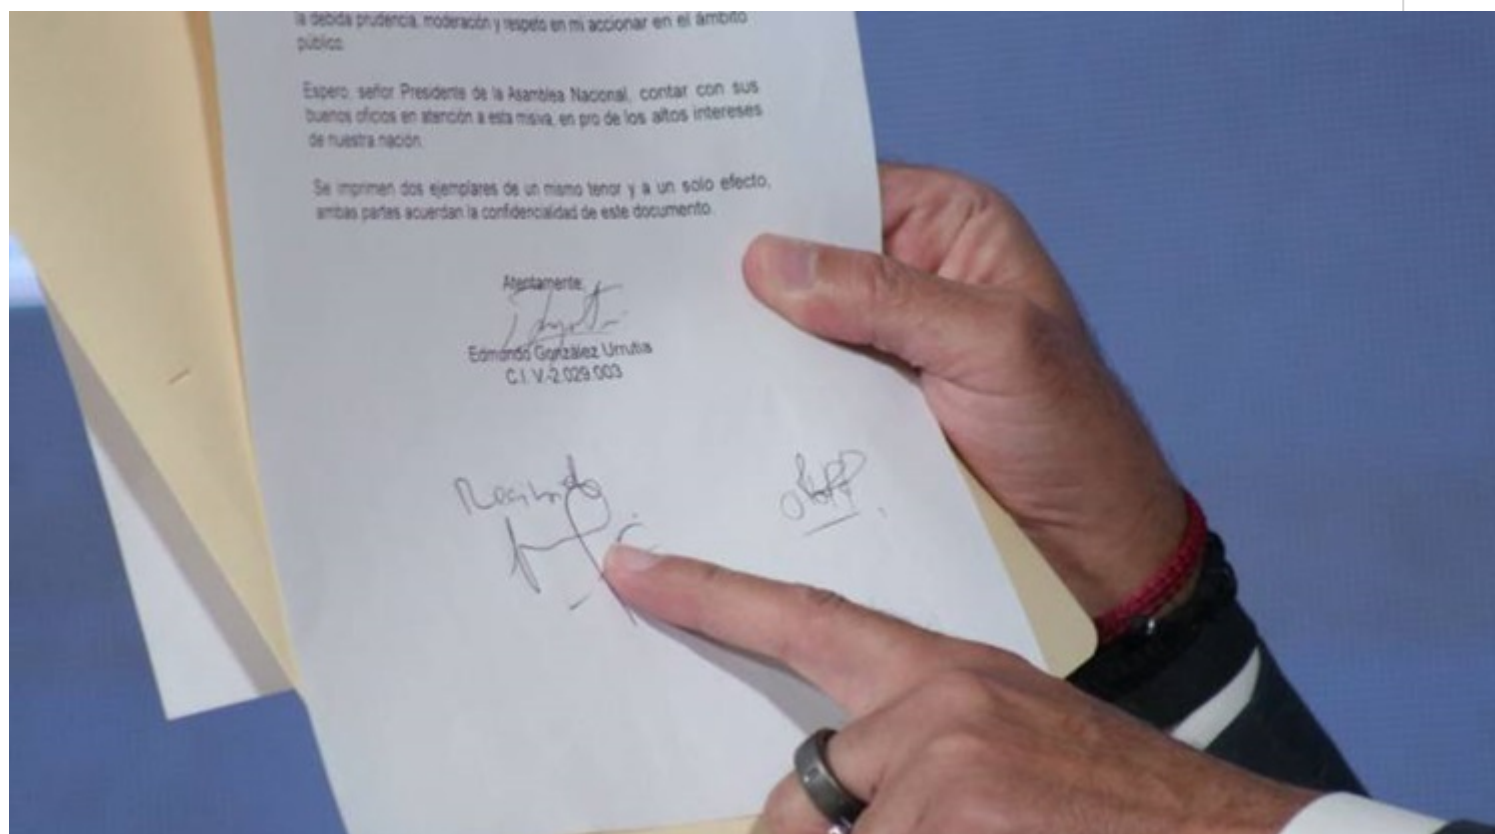 la debida prudencia, moderación y respeto en mi accionar en el ámbito
público.
Espero, señor Presidente de la Asamblea Nacional, contar con sus
buenos oficios en atención a esta misiva, en pro de los altos intereses
de nuestra nación.
Se imprimen dos ejemplares de un mismo tenor y a un solo efecto,
ambas partes acuerdan la confidencialidad de este documento.
Atentamente,
Edmundo González Urrutia
C.I. V-2.029.003
Recibido